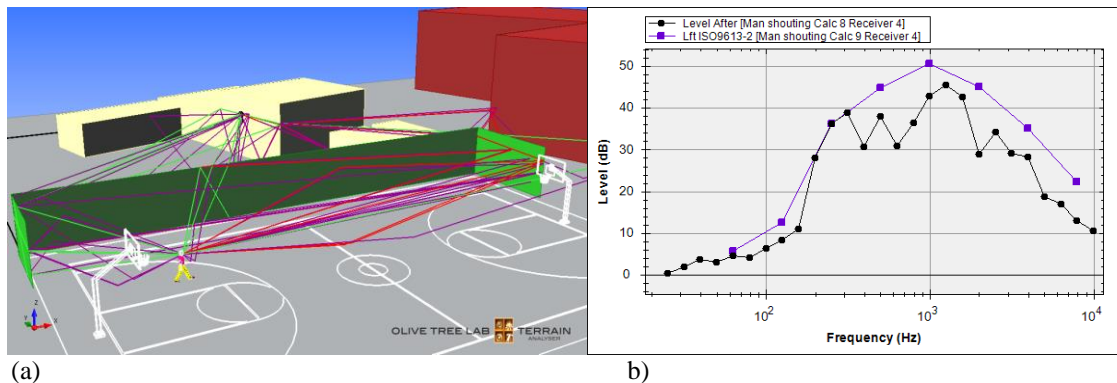 OLIVE TREE LAB TERRAIN
ANALYSER
Z
Y
X
(a)
Level After [Man shouting Calc 8 Receiver 4]
Lft ISO9613-2 [Man shouting Calc 9 Receiver 4]
Level (dB)
50
40
30
20
10
0
10²
10³
10⁴
Frequency (Hz)
b)